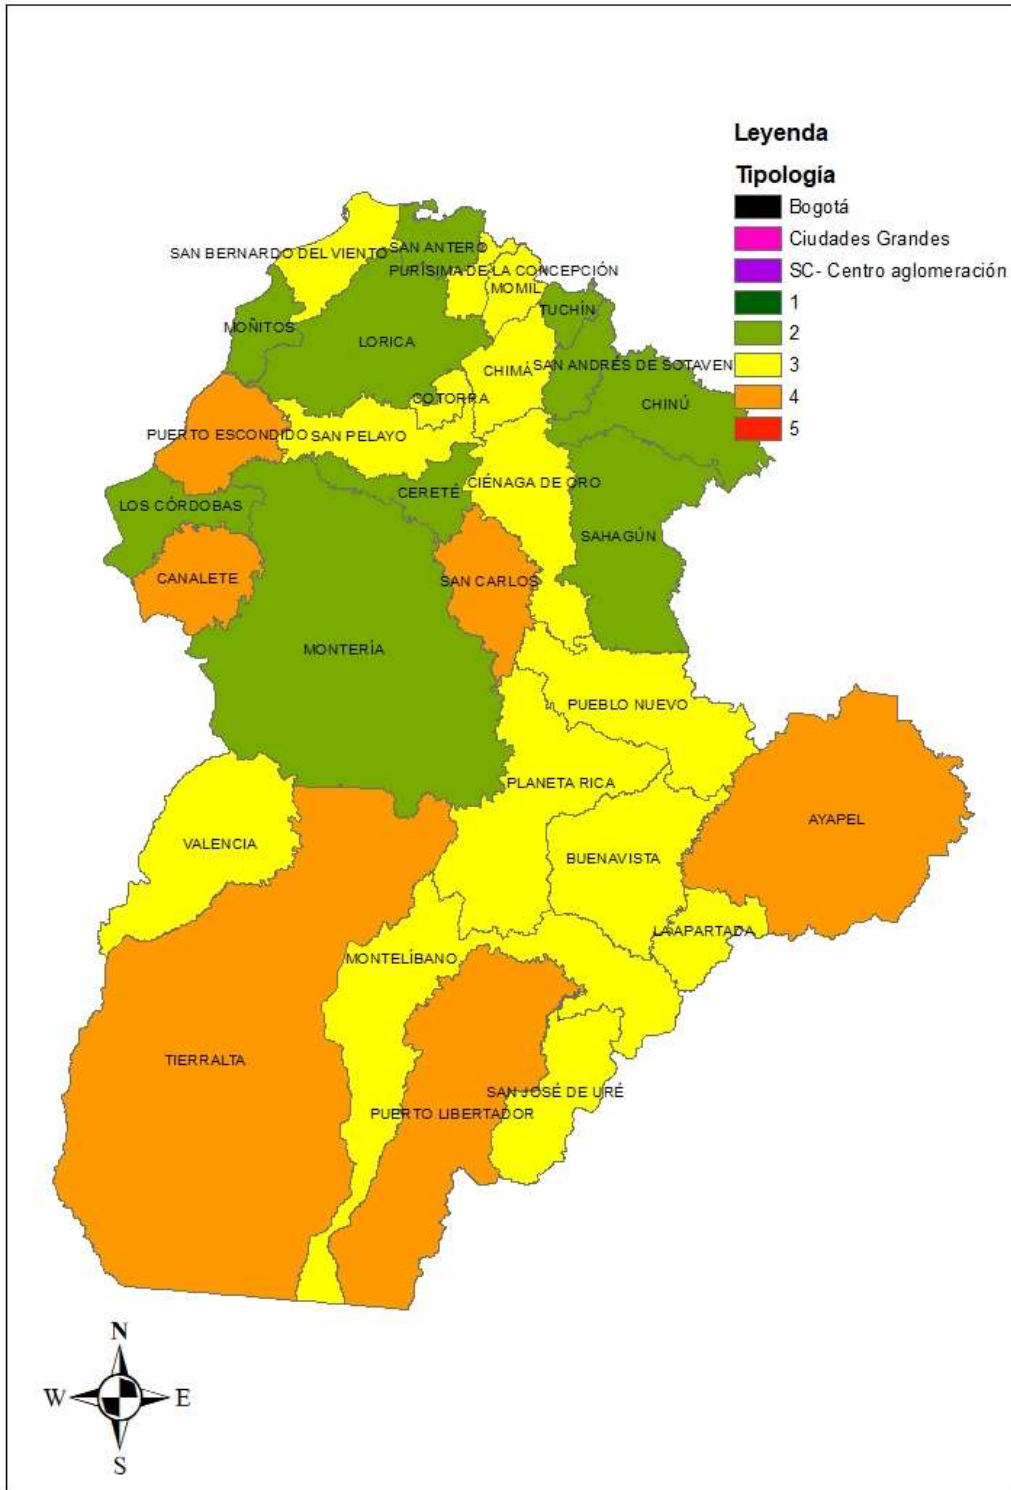 Leyenda
Tipología
Bogotá
Ciudades Grandes
SC- Centro aglomeración
1
2
3
4
5
SAN BERNARDO DEL VIENTO
SAN ANTERO
PURÍSIMA DE LA CONCEPCIÓN
MOMIL
TUCHÍN
MOÑITOS
LORICA
CHIMÁ
SAN ANDRÉS DE SOTAVEN
COTORRA
CHINÚ
PUERTO ESCONDIDO
SAN PELAYO
CIÉNAGA DE ORO
CERETÉ
LOS CÓRDOBAS
SAHAGÚN
CANALETE
SAN CARLOS
MONTERÍA
PUEBLO NUEVO
PLANETA RICA
AYAPEL
VALENCIA
BUENAVISTA
LA APARTADA
MONTELÍBANO
TIERRALTA
SAN JOSÉ DE URÉ
PUERTO LIBERTADOR
N
W
E
S